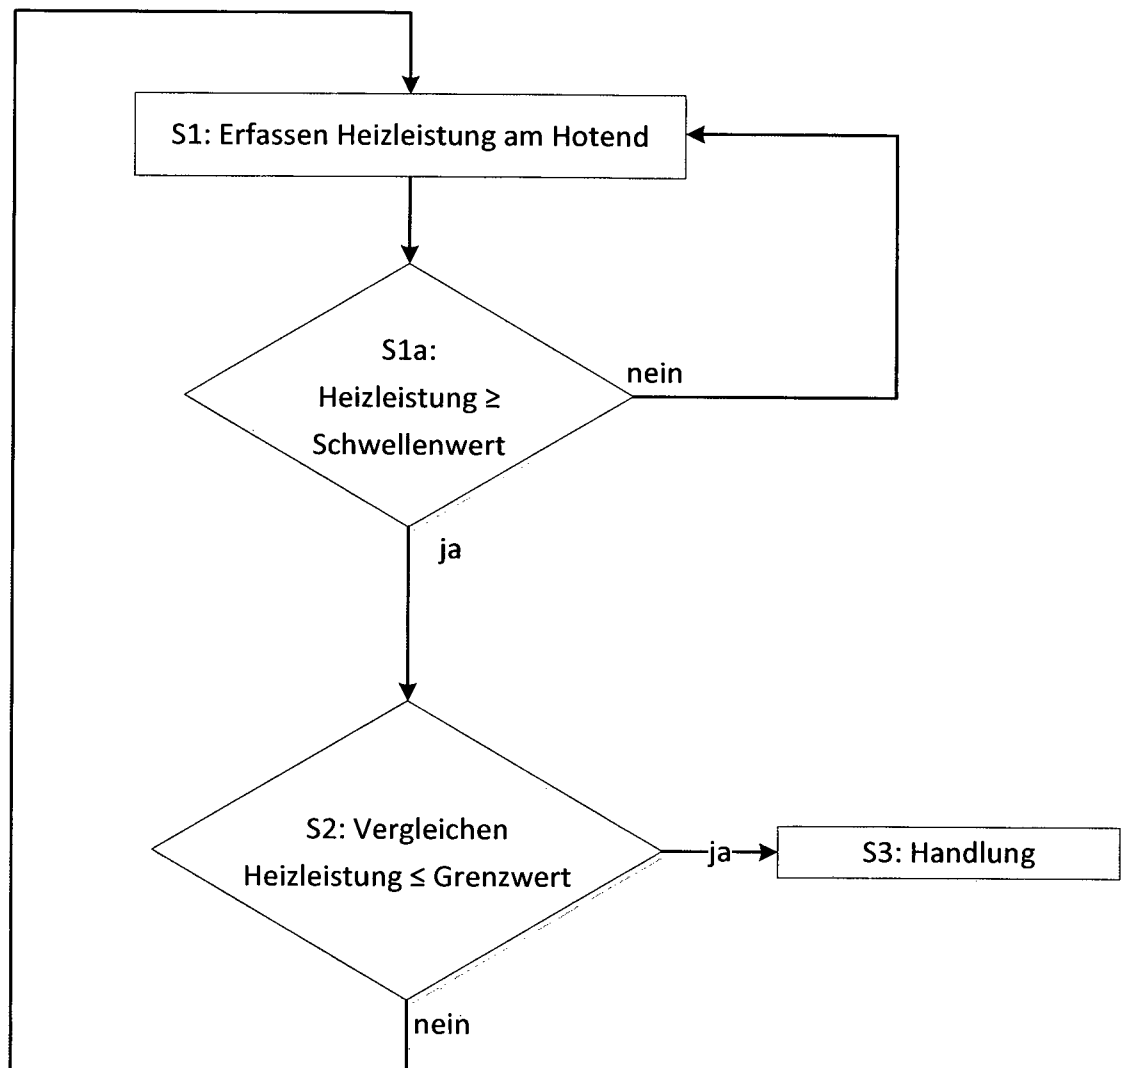 S1: Erfassen Heizleistung am Hotend
S1a:
Heizleistung ≥
Schwellenwert
nein
ja
S2: Vergleichen
Heizleistung ≤ Grenzwert
ja
S3: Handlung
nein